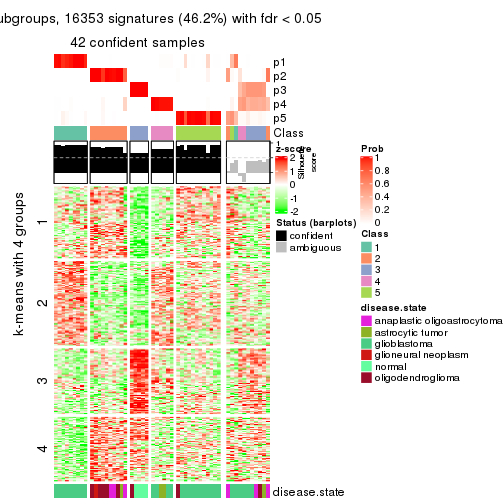 ubgroups, 16353 signatures (46.2%) with fdr < 0.05
42 confident samples
p1
p2
p3
p4
p5
Class
1
z-score
2
1
0
-1
-2
Silhouette
score
Prob
1
0.8
0.6
0.4
0.2
0
Status (barplots)
confident
ambiguous
Class
1
2
3
4
5
disease.state
anaplastic oligoastrocytoma
astrocytic tumor
glioblastoma
glioneural neoplasm
normal
oligodendroglioma
k-means with 4 groups
1
2
3
4
disease.state